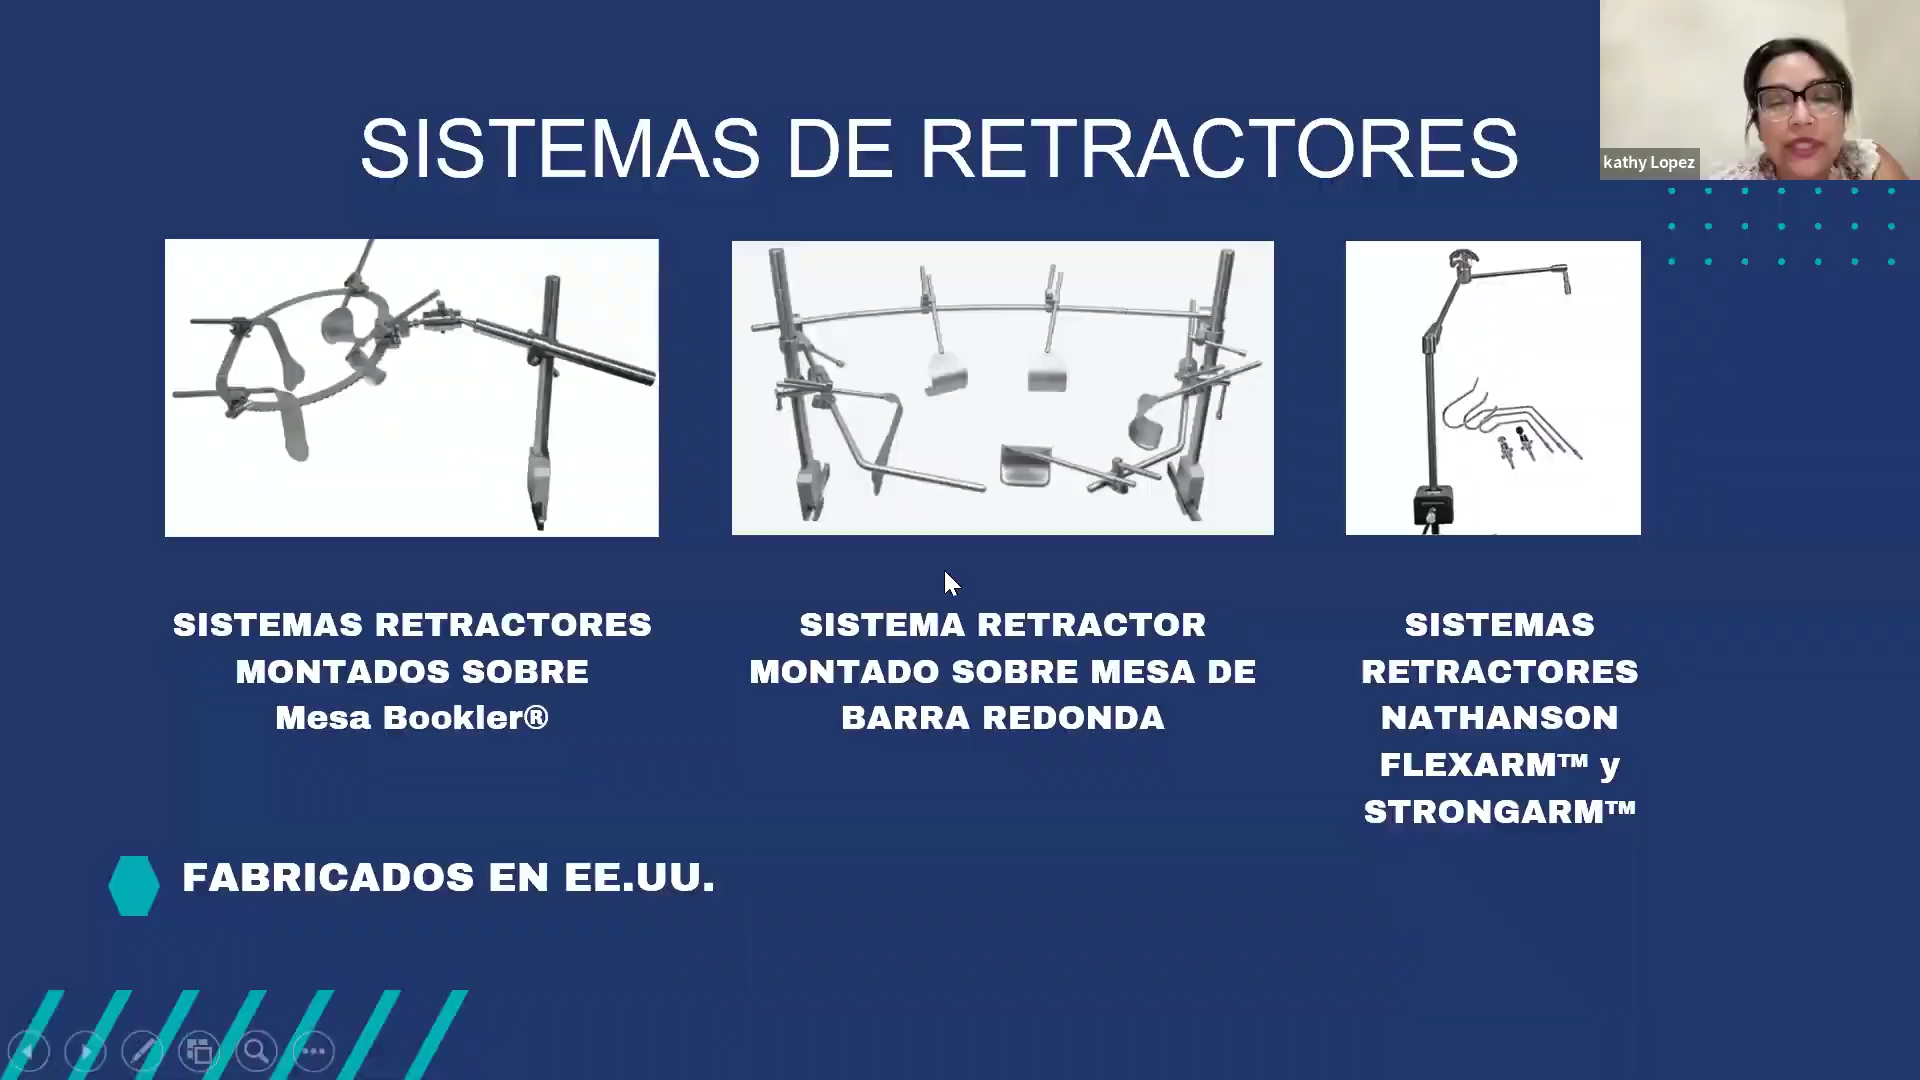 SISTEMAS DE RETRACTORES
kathy Lopez
SISTEMAS RETRACTORES
MONTADOS SOBRE
Mesa Bookler®
SISTEMA RETRACTOR
MONTADO SOBRE MESA DE
BARRA REDONDA
SISTEMAS
RETRACTORES
NATHANSON
FLEXARM™ y
STRONGARM™
FABRICADOS EN EE.UU.